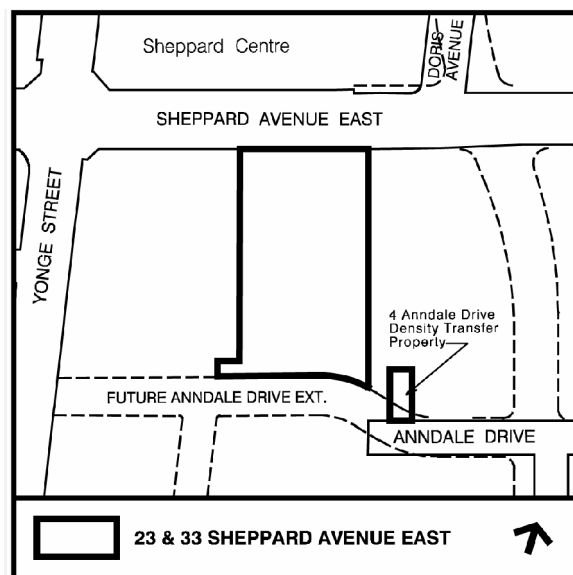 Sheppard Centre
DORIS
AVENUE
SHEPPARD AVENUE EAST
YONGE STREET
4 Anndale Drive
Density Transfer
Property
FUTURE ANNDALE DRIVE EXT.
ANNDALE DRIVE
23 & 33 SHEPPARD AVENUE EAST